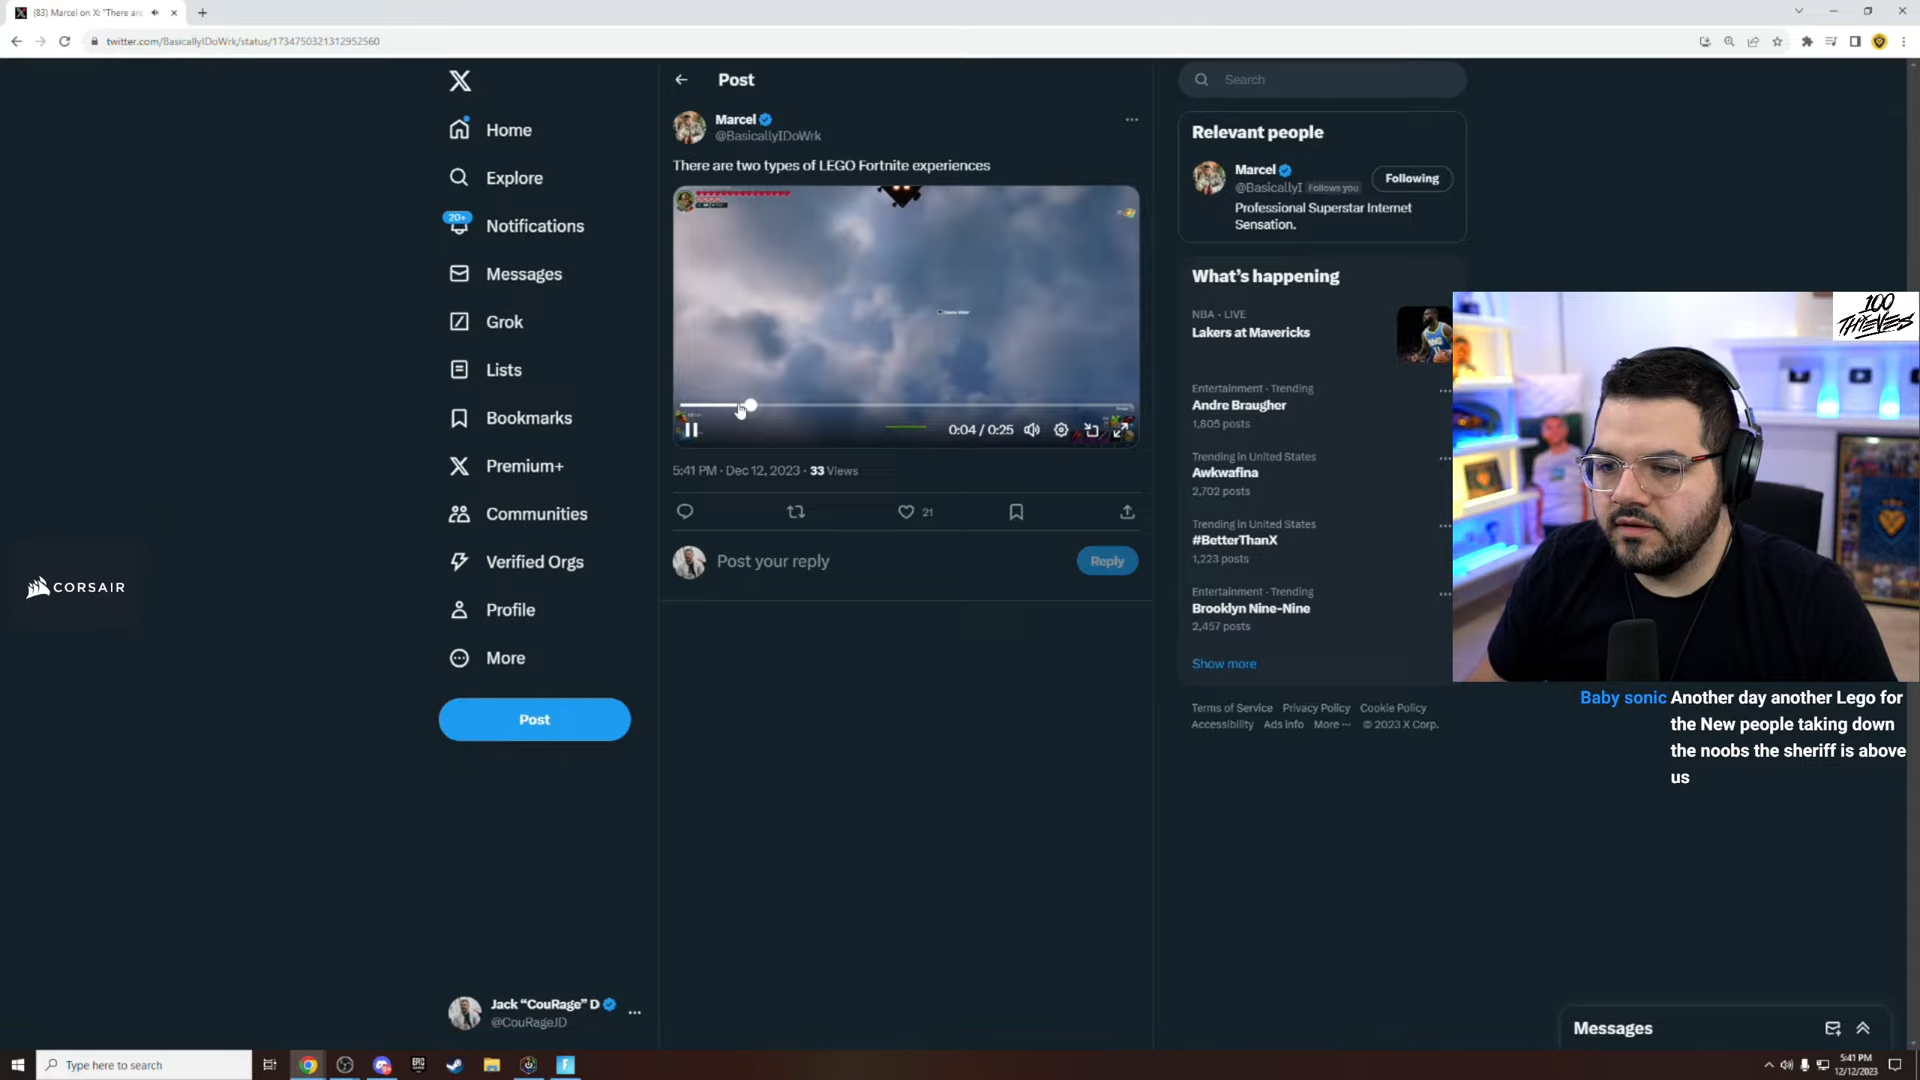 (83) Marcel on X: "There are
twitter.com/BasicallyIDoWrk/status/1734750321312952560
Home
Explore
20+
Notifications
Messages
Grok
Lists
Bookmarks
Premium+
Communities
Verified Orgs
Profile
More
Post
Jack “CouRage” D
@CouRageJD
Post
Marcel
@BasicallyIDoWrk
There are two types of LEGO Fortnite experiences
0:04 / 0:25
5:41 PM · Dec 12, 2023 · 33 Views
21
Post your reply
Reply
Search
Relevant people
Marcel
@BasicallyI Follows you
Following
Professional Superstar Internet
Sensation.
What’s happening
NBA · LIVE
Lakers at Mavericks
Entertainment · Trending
Andre Braugher
1,805 posts
Trending in United States
Awkwafina
2,702 posts
Trending in United States
#BetterThanX
1,223 posts
Entertainment · Trending
Brooklyn Nine-Nine
2,457 posts
Show more
Terms of Service Privacy Policy Cookie Policy
Accessibility Ads info More ··· © 2023 X Corp.
100
THIEVES
Baby sonic Another day another Lego for
the New people taking down
the noobs the sheriff is above
us
CORSAIR
Messages
Type here to search
EPIC
5:41 PM
12/12/2023